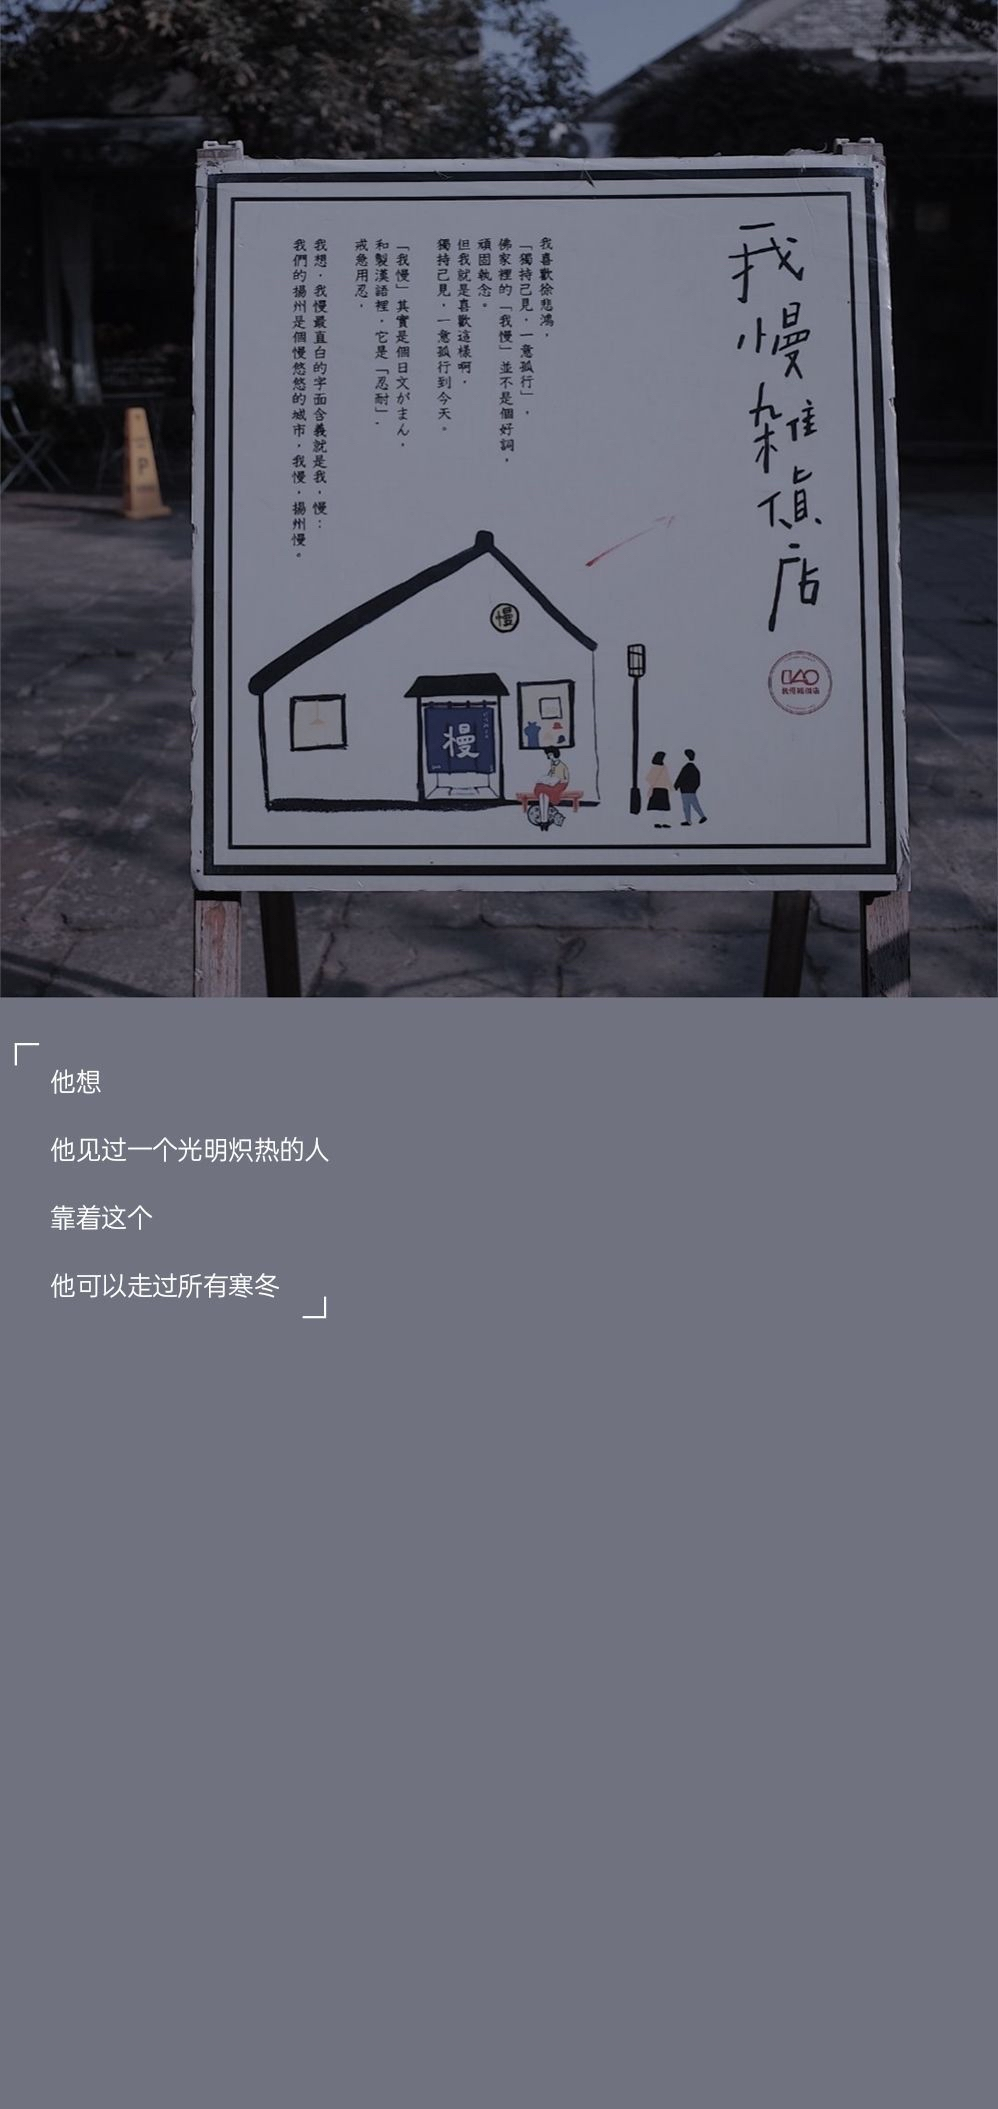 我慢雜貨店
我慢雜貨店
我喜歡徐悲鴻，
「獨持己見．一意孤行」，
佛家裡的「我慢」並不是個好詞，
頑固執念。
但我就是喜歡這樣啊，
獨持己見．一意孤行到今天。
「我慢」其實是個日文がまん，
和製漢語裡，它是「忍耐」．
戒急用忍，
我想．我慢最直白的字面含義就是我，慢：
我們的揚州是個慢悠悠的城市．我慢，揚州慢。
慢
慢
P
「他想
他见过一个光明炽热的人
靠着这个
他可以走过所有寒冬」